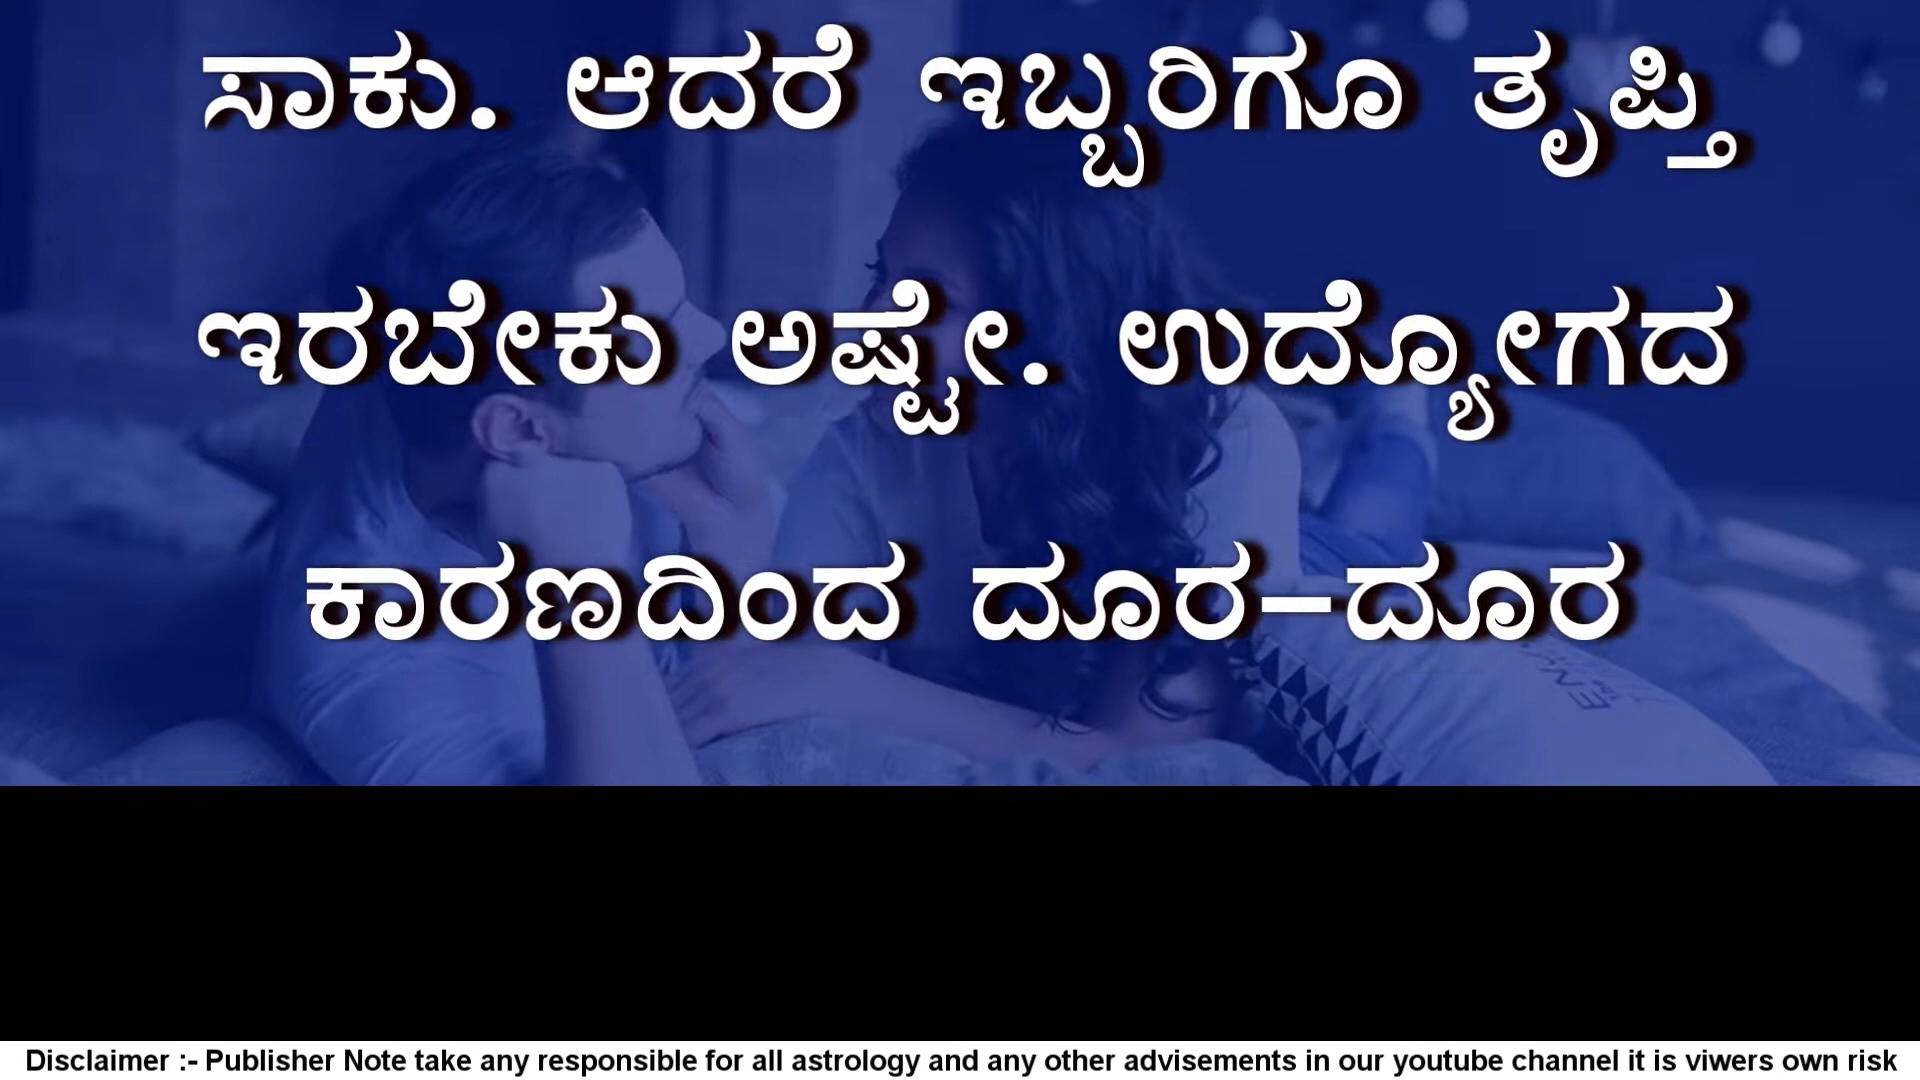 ಸಾಕು. ಆದರೆ ಇಬ್ಬರಿಗೂ ತೃಪ್ತಿ
ಇರಬೇಕು ಅಷ್ಟೇ. ಉದ್ಯೋಗದ
ಕಾರಣದಿಂದ ದೂರ-ದೂರ
Disclaimer :- Publisher Note take any responsible for all astrology and any other advisements in our youtube channel it is viwers own risk